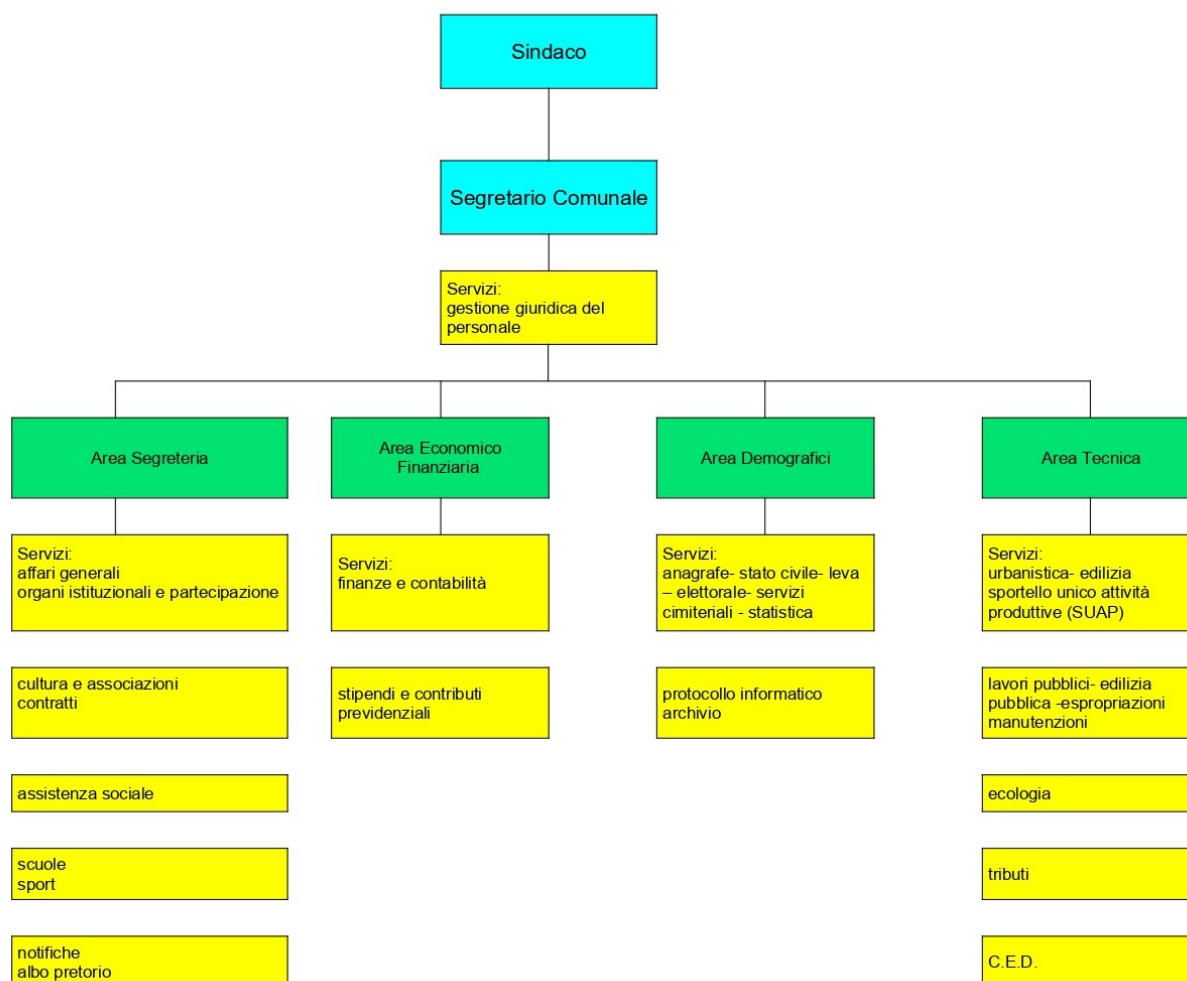 Sindaco
Segretario Comunale
Servizi:
gestione giuridica del
personale
Area Segreteria
Area Economico
Finanziaria
Area Demografici
Area Tecnica
Servizi:
affari generali
organi istituzionali e partecipazione
Servizi:
finanze e contabilità
Servizi:
anagrafe- stato civile- leva
– elettorale- servizi
cimiteriali - statistica
Servizi:
urbanistica- edilizia
sportello unico attività
produttive (SUAP)
cultura e associazioni
contratti
stipendi e contributi
previdenziali
protocollo informatico
archivio
lavori pubblici- edilizia
pubblica -espropriazioni
manutenzioni
assistenza sociale
ecologia
scuole
sport
tributi
notifiche
albo pretorio
C.E.D.